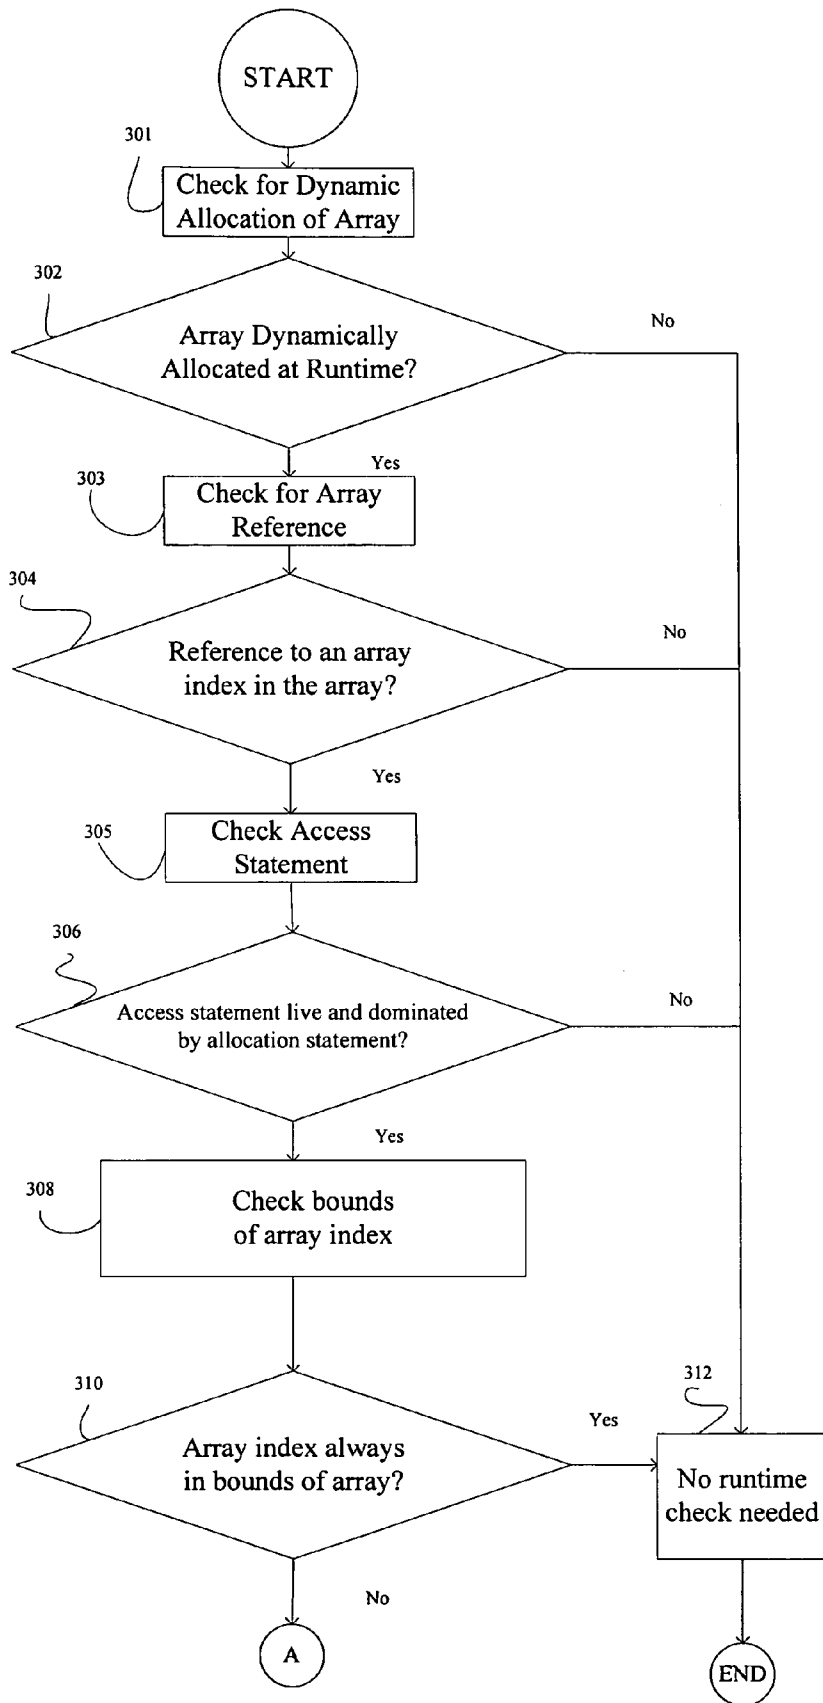 START
301
Check for Dynamic
Allocation of Array
302
No
Array Dynamically
Allocated at Runtime?
Yes
303
Check for Array
Reference
304
No
Reference to an array
index in the array?
Yes
305
Check Access
Statement
306
No
Access statement live and dominated
by allocation statement?
Yes
308
Check bounds
of array index
310
312
Yes
Array index always
in bounds of array?
No runtime
check needed
No
A
END